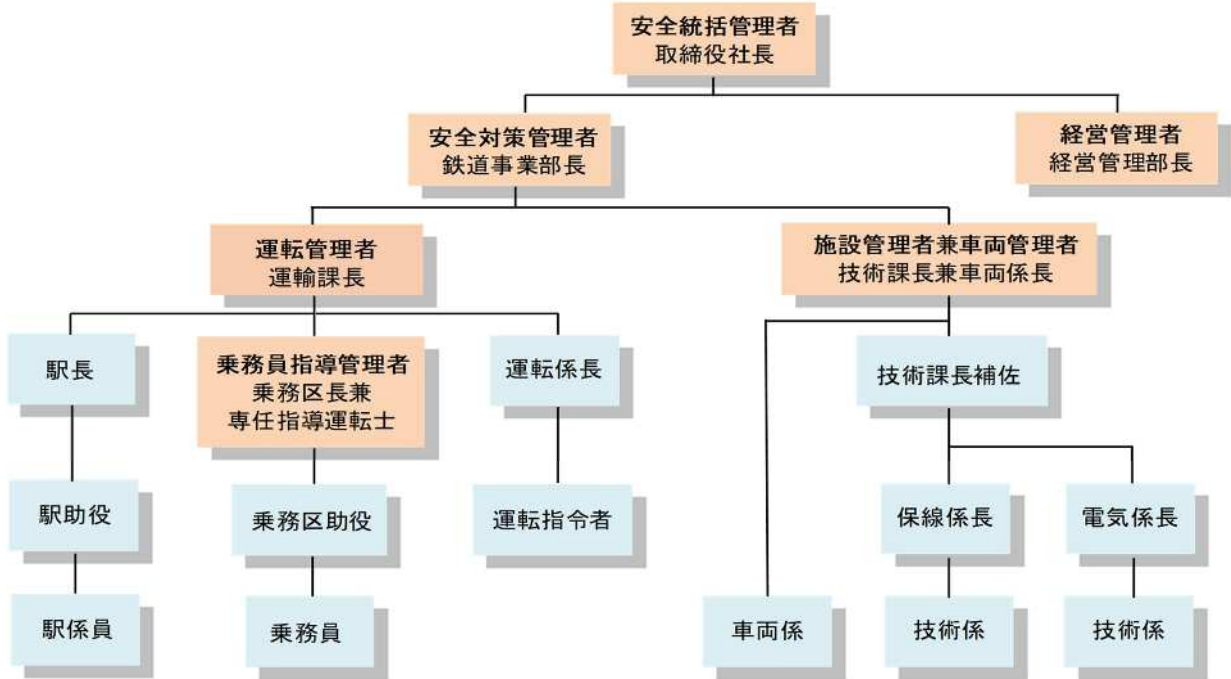 安全統括管理者
取締役社長
安全対策管理者
鉄道事業部長
経営管理者
経営管理部長
運転管理者
運輸課長
施設管理者兼車両管理者
技術課長兼車両係長
駅長
乗務員指導管理者
乗務区長兼
専任指導運転士
運転係長
技術課長補佐
駅助役
乗務区助役
運転指令者
保線係長
電気係長
駅係員
乗務員
車両係
技術係
技術係